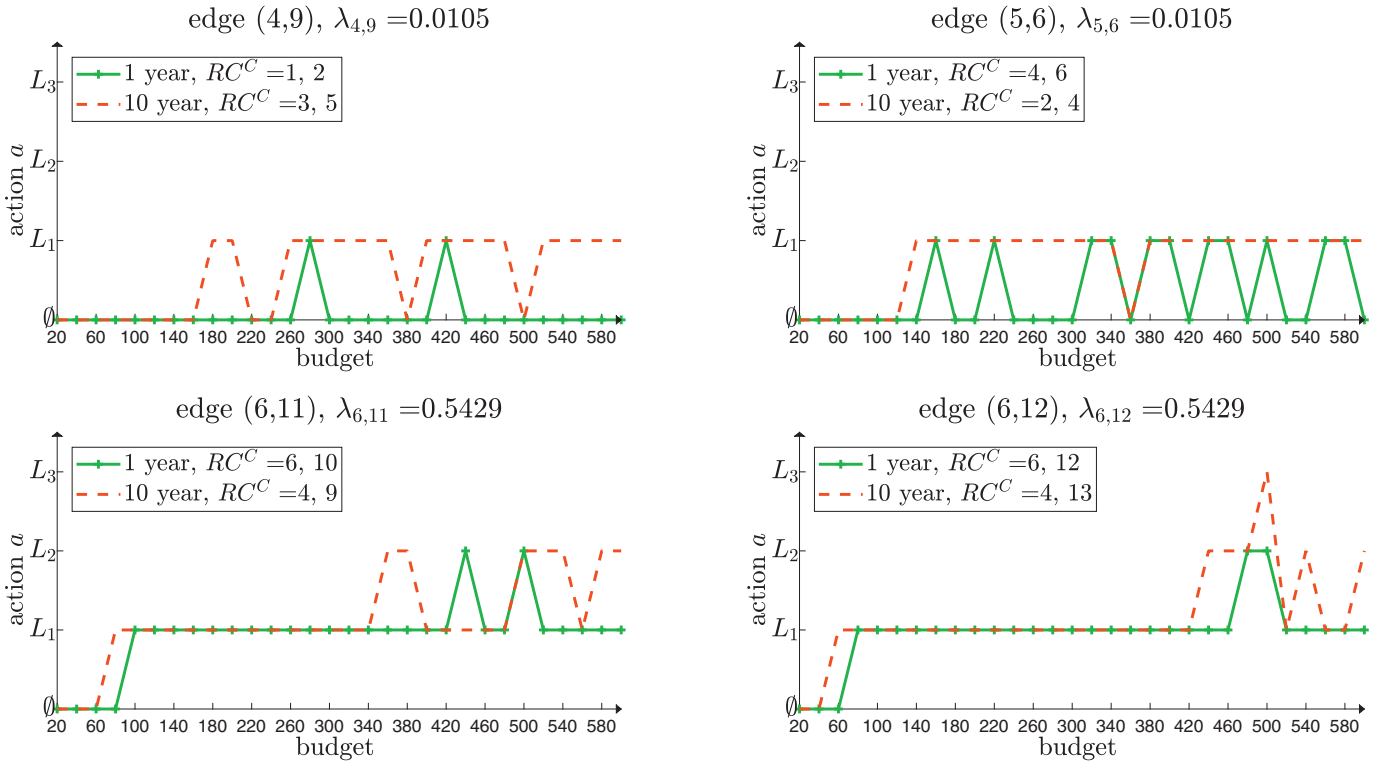 edge (4,9), λ4,9 =0.0105
1 year, RC^C =1, 2
10 year, RC^C =3, 5
L3
L2
L1
∅
action a
20 60 100 140 180 220 260 300 340 380 420 460 500 540 580
budget
edge (5,6), λ5,6 =0.0105
1 year, RC^C =4, 6
10 year, RC^C =2, 4
L3
L2
L1
∅
action a
20 60 100 140 180 220 260 300 340 380 420 460 500 540 580
budget
edge (6,11), λ6,11 =0.5429
1 year, RC^C =6, 10
10 year, RC^C =4, 9
L3
L2
L1
∅
action a
20 60 100 140 180 220 260 300 340 380 420 460 500 540 580
budget
edge (6,12), λ6,12 =0.5429
1 year, RC^C =6, 12
10 year, RC^C =4, 13
L3
L2
L1
∅
action a
20 60 100 140 180 220 260 300 340 380 420 460 500 540 580
budget